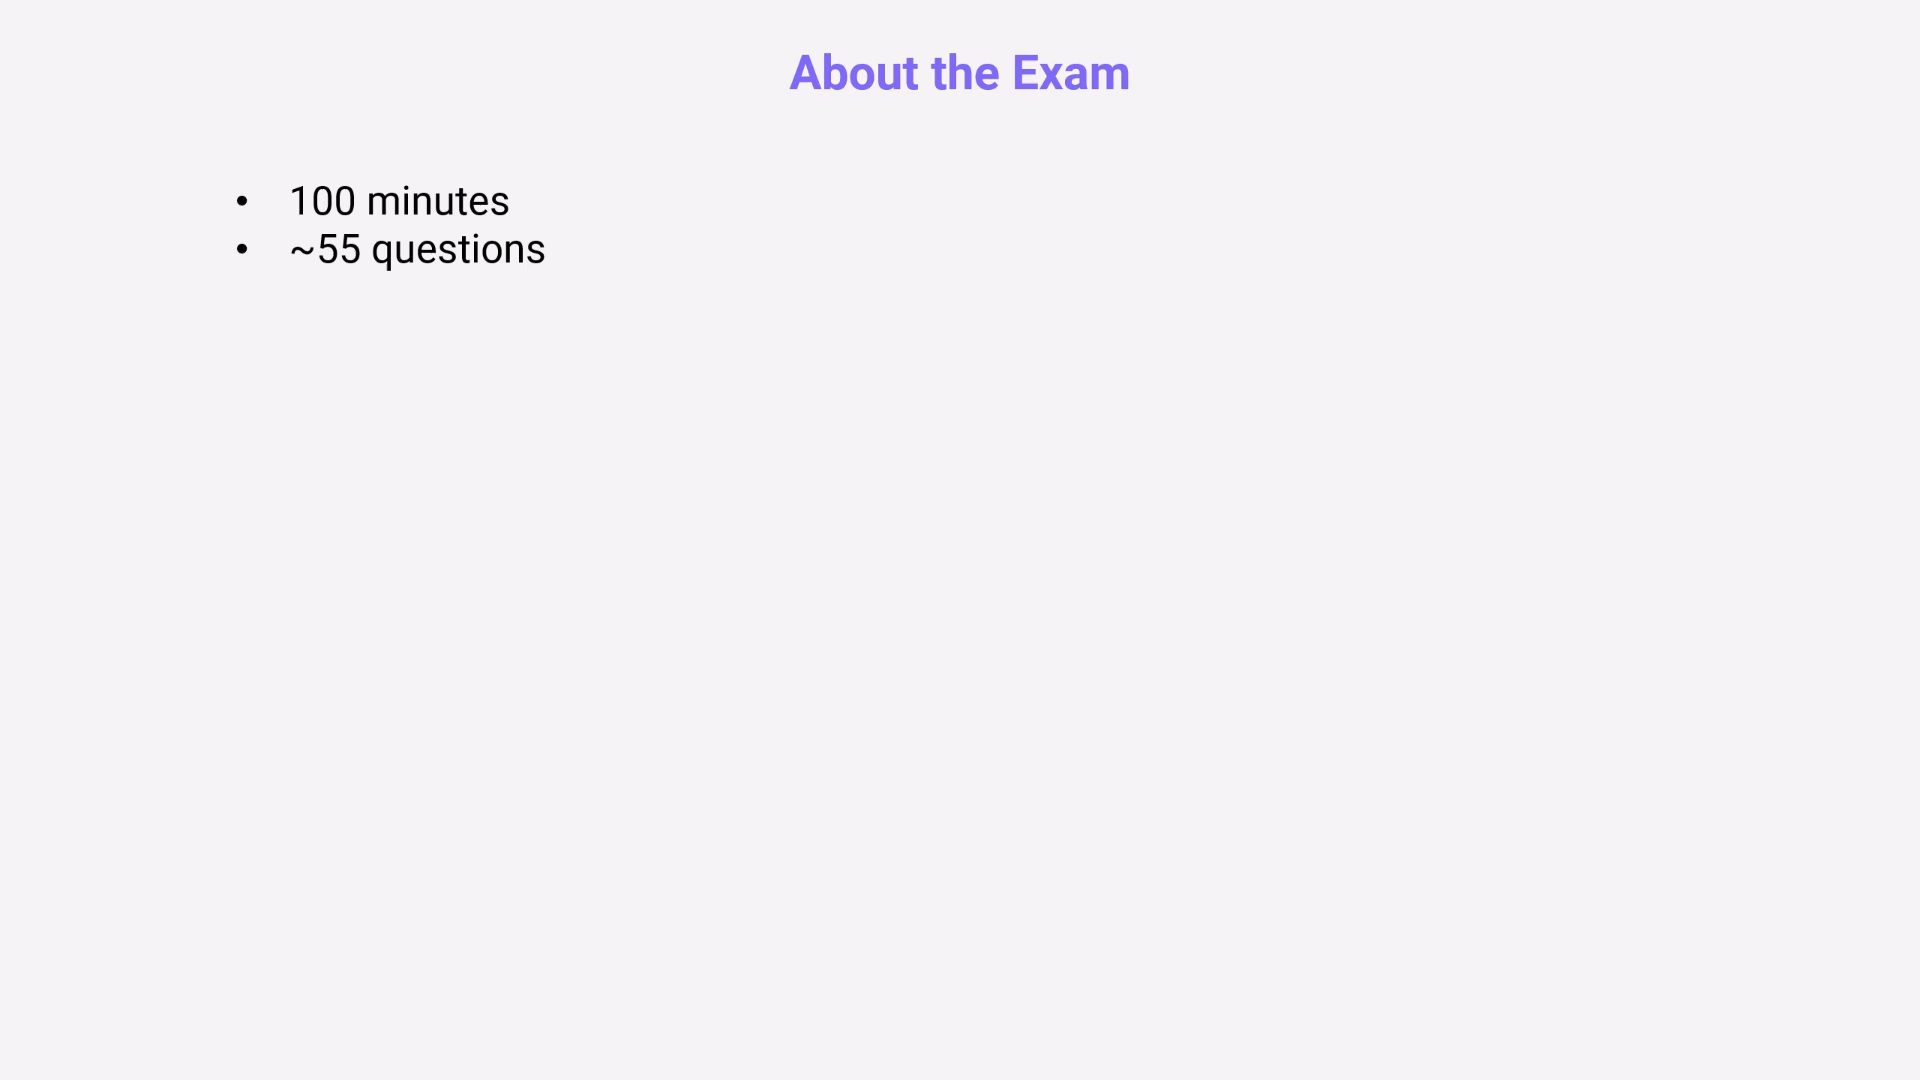 About the Exam
• 100 minutes
• ~55 questions